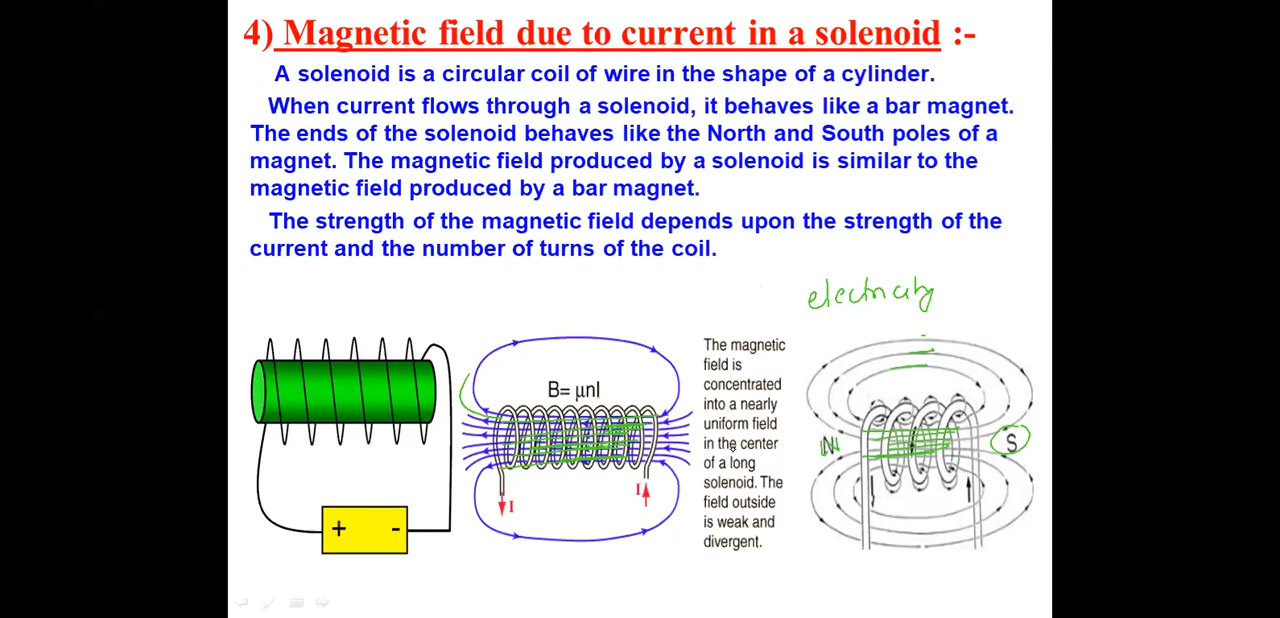 4) Magnetic field due to current in a solenoid :-
A solenoid is a circular coil of wire in the shape of a cylinder.
When current flows through a solenoid, it behaves like a bar magnet.
The ends of the solenoid behaves like the North and South poles of a
magnet. The magnetic field produced by a solenoid is similar to the
magnetic field produced by a bar magnet.
The strength of the magnetic field depends upon the strength of the
current and the number of turns of the coil.
electricity
+ -
B= μnI
I
I
The magnetic
field is
concentrated
into a nearly
uniform field
in the center
of a long
solenoid. The
field outside
is weak and
divergent.
N
S